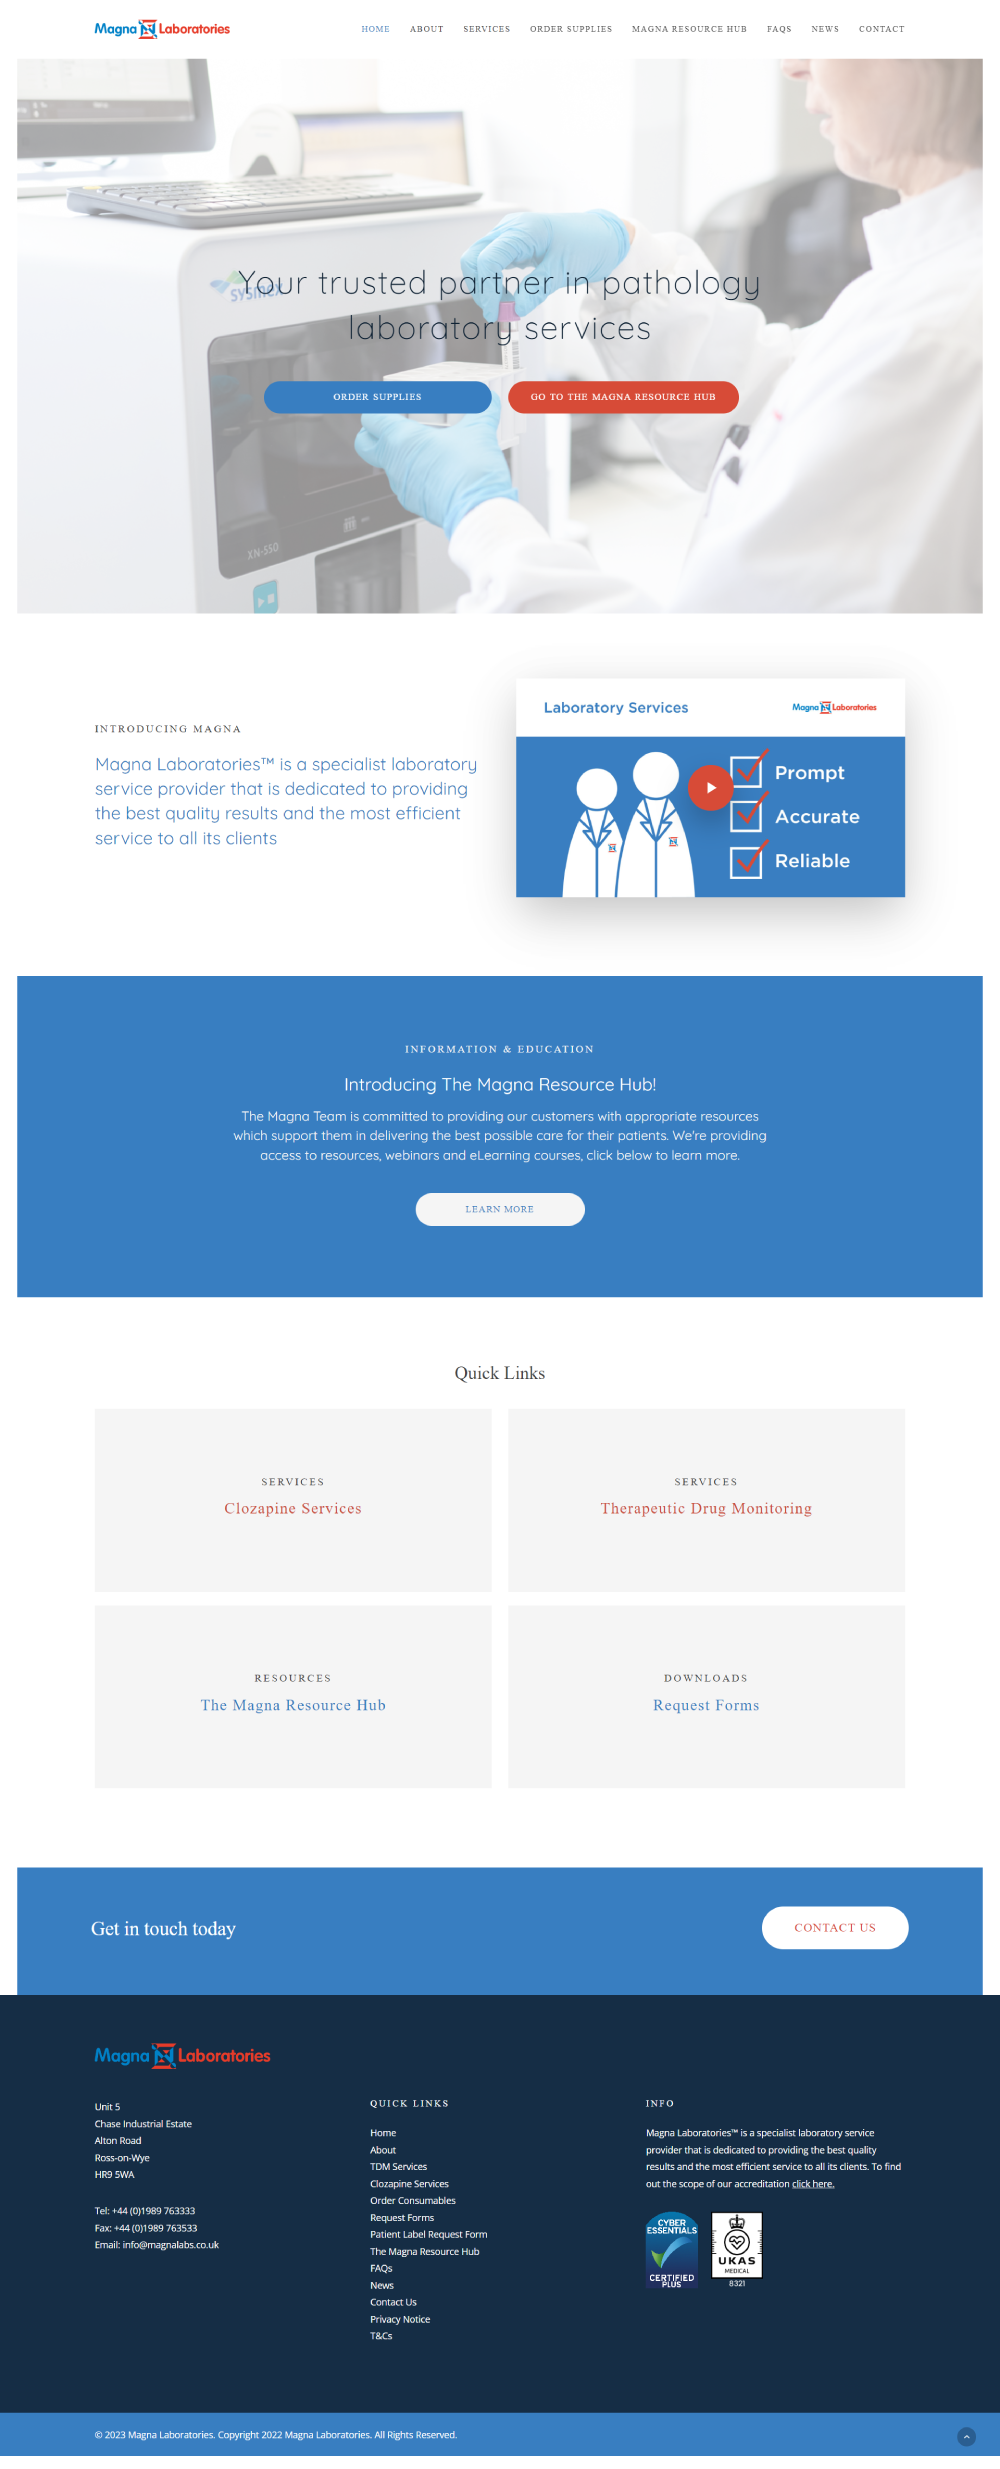 Magna Laboratories
HOME ABOUT SERVICES ORDER SUPPLIES MAGNA RESOURCE HUB FAQS NEWS CONTACT
Your trusted partner in pathology
laboratory services
sysmex
ORDER SUPPLIES
GO TO THE MAGNA RESOURCE HUB
XN-550
INTRODUCING MAGNA
Magna Laboratories™ is a specialist laboratory
service provider that is dedicated to providing
the best quality results and the most efficient
service to all its clients
Laboratory Services
Magna Laboratories
Prompt
Accurate
Reliable
INFORMATION & EDUCATION
Introducing The Magna Resource Hub!
The Magna Team is committed to providing our customers with appropriate resources
which support them in delivering the best possible care for their patients. We're providing
access to resources, webinars and eLearning courses, click below to learn more.
LEARN MORE
Quick Links
SERVICES
Clozapine Services
SERVICES
Therapeutic Drug Monitoring
RESOURCES
The Magna Resource Hub
DOWNLOADS
Request Forms
Get in touch today
CONTACT US
Magna Laboratories
Unit 5
Chase Industrial Estate
Alton Road
Ross-on-Wye
HR9 5WA
Tel: +44 (0)1989 763333
Fax: +44 (0)1989 763533
Email: info@magnalabs.co.uk
QUICK LINKS
Home
About
TDM Services
Clozapine Services
Order Consumables
Request Forms
Patient Label Request Form
The Magna Resource Hub
FAQs
News
Contact Us
Privacy Notice
T&Cs
INFO
Magna Laboratories™ is a specialist laboratory service
provider that is dedicated to providing the best quality
results and the most efficient service to all its clients. To find
out the scope of our accreditation click here.
CYBER
ESSENTIALS
CERTIFIED
PLUS
UKAS
MEDICAL
8321
© 2023 Magna Laboratories. Copyright 2022 Magna Laboratories. All Rights Reserved.